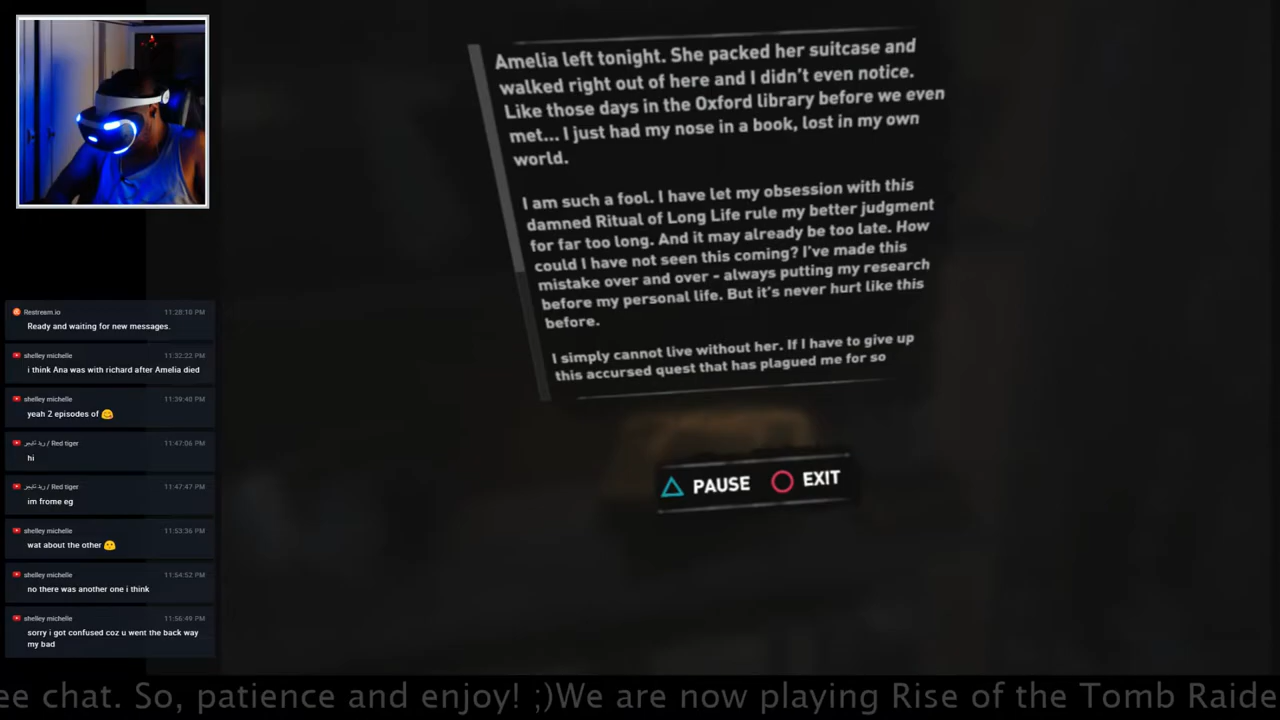 Amelia left tonight. She packed her suitcase and
walked right out of here and I didn't even notice.
Like those days in the Oxford library before we even
met... I just had my nose in a book, lost in my own
world.
I am such a fool. I have let my obsession with this
damned Ritual of Long Life rule my better judgment
for far too long. And it may already be too late. How
could I have not seen this coming? I've made this
mistake over and over - always putting my research
before my personal life. But it's never hurt like this
before.
I simply cannot live without her. If I have to give up
this accursed quest that has plagued me for so
PAUSE EXIT
Restream.io 11:28:10 PM
Ready and waiting for new messages.
shelley michelle 11:32:22 PM
i think Ana was with richard after Amelia died
shelley michelle 11:39:40 PM
yeah 2 episodes of 🤗
/ Red tiger 11:47:06 PM
hi
/ Red tiger 11:47:47 PM
im frome eg
shelley michelle 11:53:36 PM
wat about the other
shelley michelle 11:54:52 PM
no there was another one i think
shelley michelle 11:56:49 PM
sorry i got confused coz u went the back way
my bad
ee chat. So, patience and enjoy! ;)We are now playing Rise of the Tomb Raide